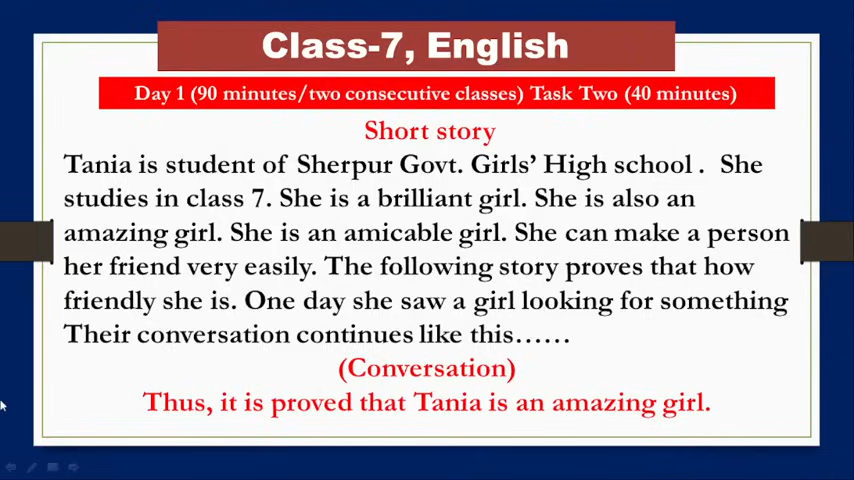 Class-7, English
Day 1 (90 minutes/two consecutive classes) Task Two (40 minutes)
Short story
Tania is student of Sherpur Govt. Girls’ High school . She
studies in class 7. She is a brilliant girl. She is also an
amazing girl. She is an amicable girl. She can make a person
her friend very easily. The following story proves that how
friendly she is. One day she saw a girl looking for something
Their conversation continues like this……
(Conversation)
Thus, it is proved that Tania is an amazing girl.